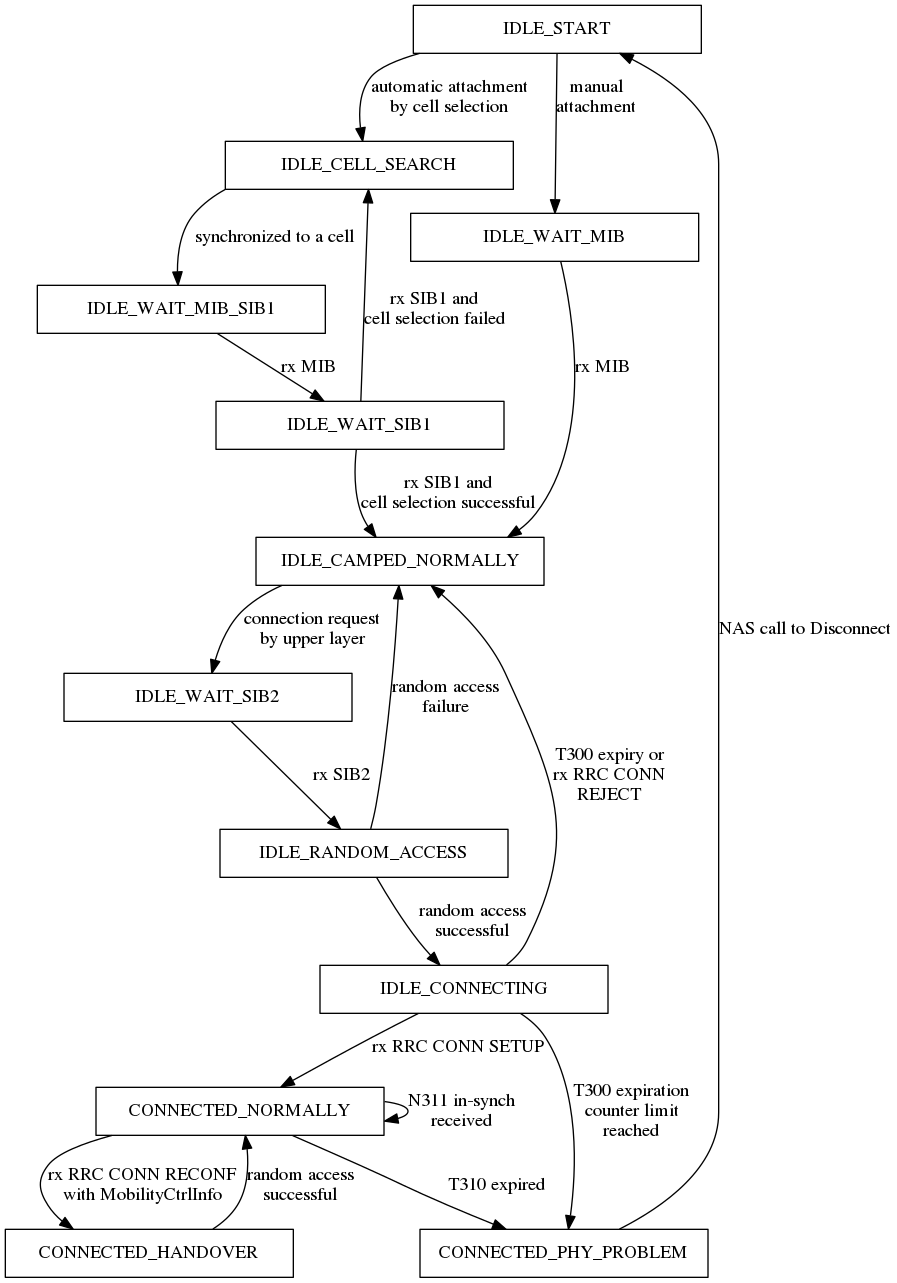 IDLE_START
automatic attachment
by cell selection
manual
attachment
IDLE_CELL_SEARCH
IDLE_WAIT_MIB
synchronized to a cell
IDLE_WAIT_MIB_SIB1
rx SIB1 and
cell selection failed
rx MIB
rx MIB
IDLE_WAIT_SIB1
rx SIB1 and
cell selection successful
IDLE_CAMPED_NORMALLY
connection request
by upper layer
NAS call to Disconnect
IDLE_WAIT_SIB2
random access
failure
T300 expiry or
rx RRC CONN
REJECT
rx SIB2
IDLE_RANDOM_ACCESS
random access
successful
IDLE_CONNECTING
rx RRC CONN SETUP
CONNECTED_NORMALLY
N311 in-synch
received
T300 expiration
counter limit
reached
rx RRC CONN RECONF
with MobilityCtrlInfo
random access
successful
T310 expired
CONNECTED_HANDOVER
CONNECTED_PHY_PROBLEM